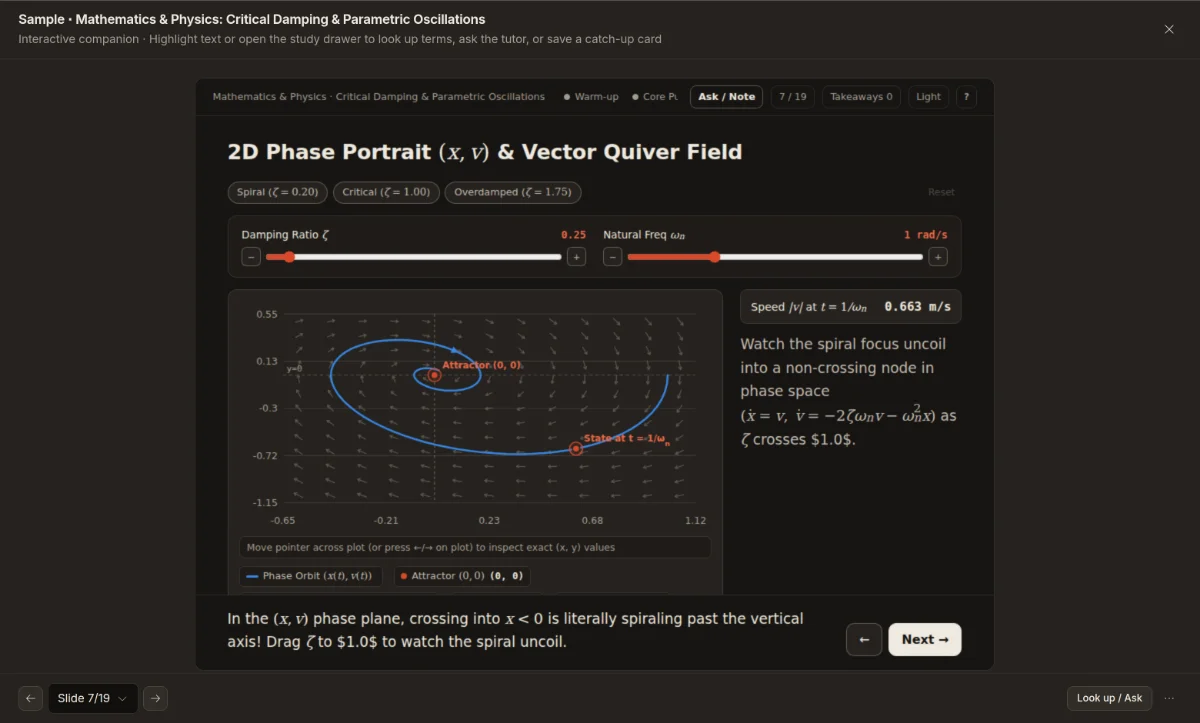 Sample · Mathematics & Physics: Critical Damping & Parametric Oscillations
Interactive companion · Highlight text or open the study drawer to look up terms, ask the tutor, or save a catch-up card
Mathematics & Physics · Critical Damping & Parametric Oscillations
Warm-up
Core Pu
Ask / Note
7 / 19
Takeaways 0
Light
?
2D Phase Portrait (x, v) & Vector Quiver Field
Spiral (ζ = 0.20)
Critical (ζ = 1.00)
Overdamped (ζ = 1.75)
Reset
Damping Ratio ζ
0.25
− +
Natural Freq ωn
1 rad/s
− +
0.55
0.13
-0.3
-0.72
-1.15
y=0
Attractor (0, 0)
State at t = 1/ωn
-0.65 -0.21 0.23 0.68 1.12
Speed |v| at t = 1/ωn 0.663 m/s
Watch the spiral focus uncoil
into a non-crossing node in
phase space
(ẋ = v, v̇ = −2ζωnv − ωn²x) as
ζ crosses $1.0$.
Move pointer across plot (or press ←/→ on plot) to inspect exact (x, y) values
Phase Orbit (x(t), v(t))
Attractor (0, 0) (0, 0)
In the (x, v) phase plane, crossing into x < 0 is literally spiraling past the vertical
axis! Drag ζ to $1.0$ to watch the spiral uncoil.
←
Next →
←
Slide 7/19
→
Look up / Ask
...